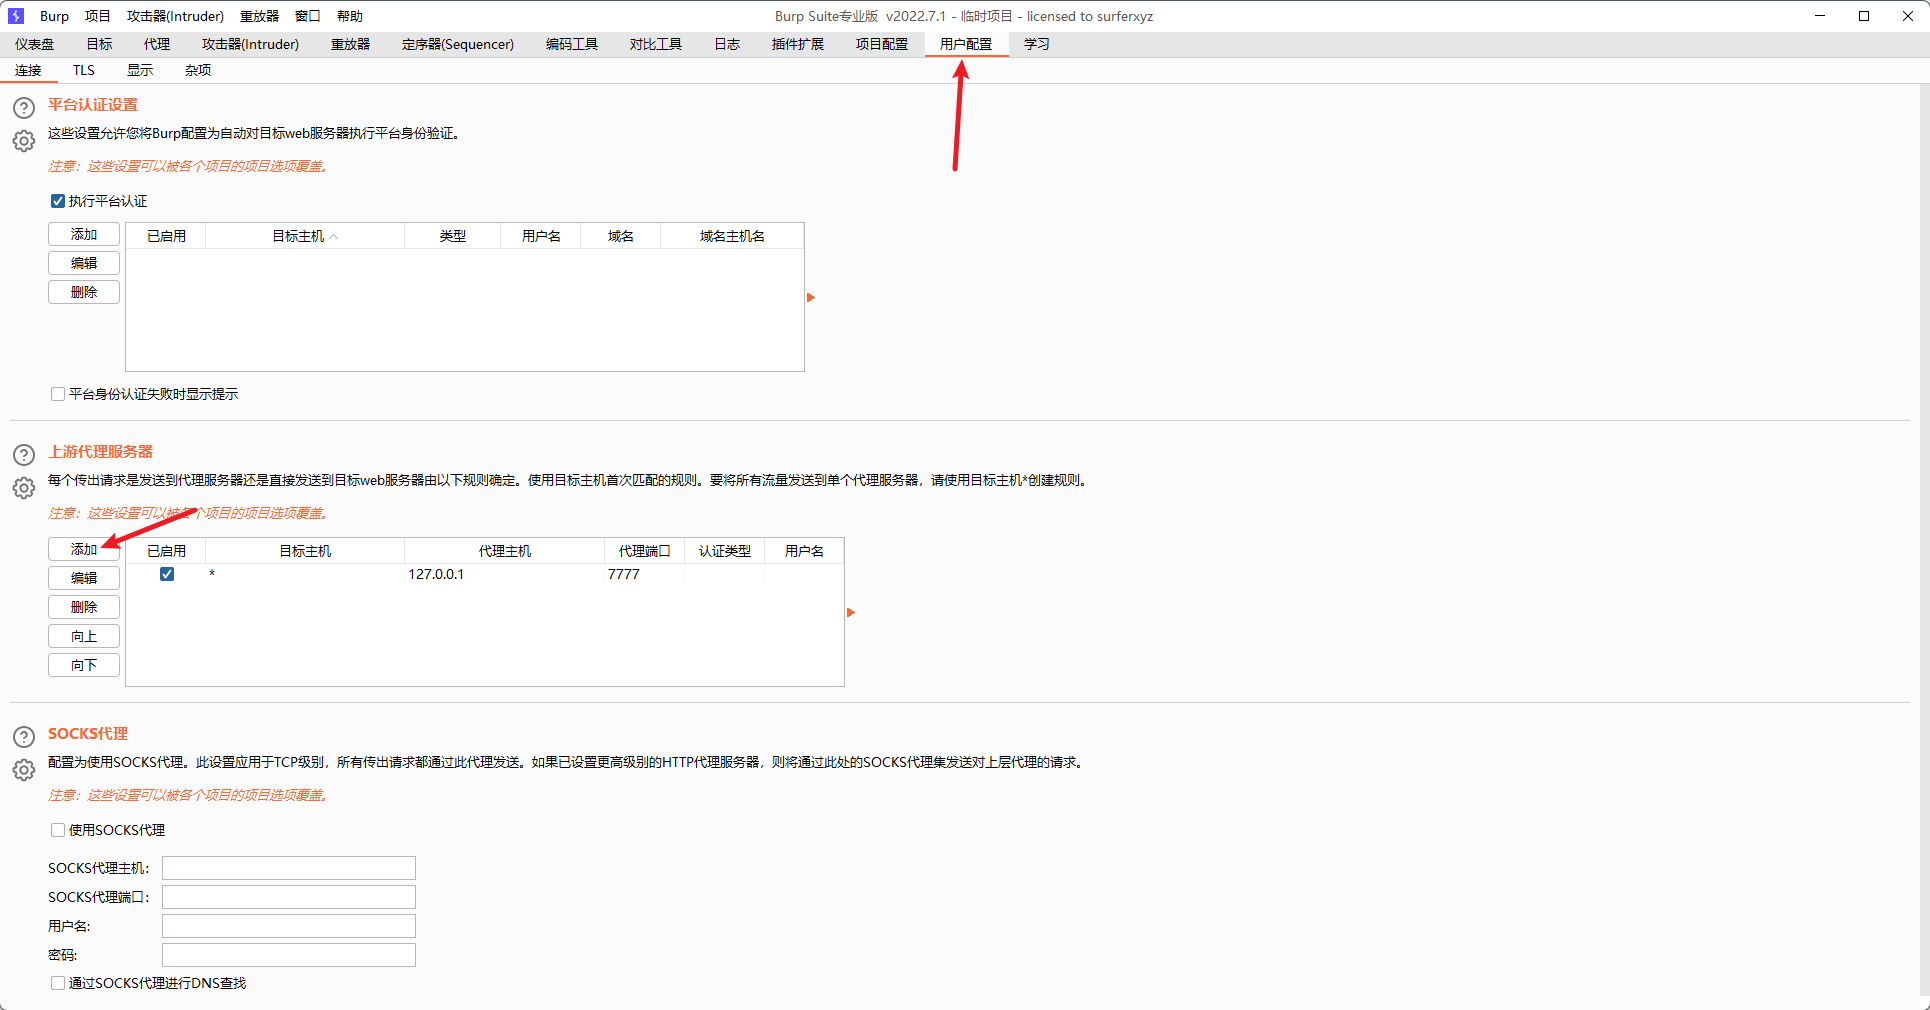 Burp 项目 攻击器(Intruder) 重放器 窗口 帮助 Burp Suite专业版 v2022.7.1 - 临时项目 - licensed to surferxyz
仪表盘 目标 代理 攻击器(Intruder) 重放器 定序器(Sequencer) 编码工具 对比工具 日志 插件扩展 项目配置 用户配置 学习
连接 TLS 显示 杂项
平台认证设置
这些设置允许您将Burp配置为自动对目标web服务器执行平台身份验证。
注意：这些设置可以被各个项目的项目选项覆盖。
执行平台认证
添加 已启用 目标主机 类型 用户名 域名 域名主机名
编辑
删除
平台身份认证失败时显示提示
上游代理服务器
每个传出请求是发送到代理服务器还是直接发送到目标web服务器由以下规则确定。使用目标主机首次匹配的规则。要将所有流量发送到单个代理服务器，请使用目标主机*创建规则。
注意：这些设置可以被各个项目的项目选项覆盖。
添加 已启用 目标主机 代理主机 代理端口 认证类型 用户名
编辑 * 127.0.0.1 7777
删除
向上
向下
SOCKS代理
配置为使用SOCKS代理。此设置应用于TCP级别，所有传出请求都通过此代理发送。如果已设置更高级别的HTTP代理服务器，则将通过此处的SOCKS代理集发送对上层代理的请求。
注意：这些设置可以被各个项目的项目选项覆盖。
使用SOCKS代理
SOCKS代理主机：
SOCKS代理端口：
用户名:
密码:
通过SOCKS代理进行DNS查找